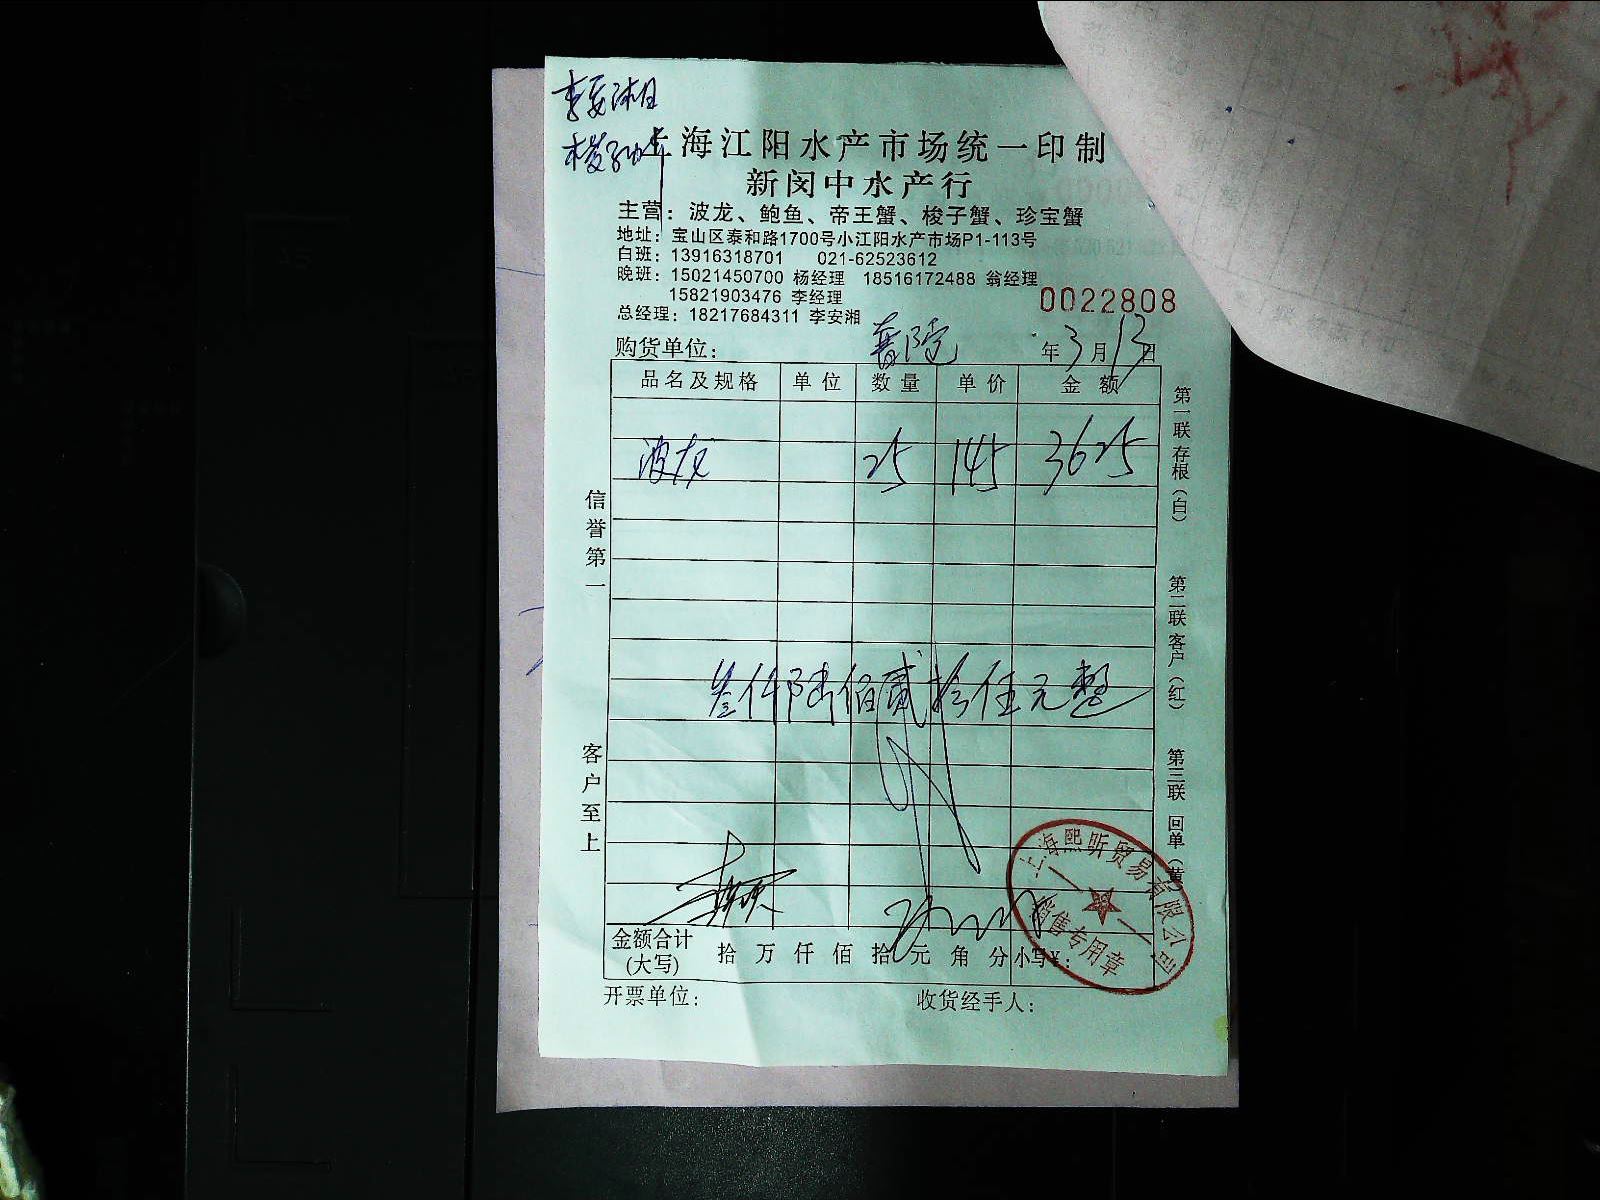 李安湘
梭子蟹
上海江阳水产市场统一印制
新闵中水产行
主营：波龙、鲍鱼、帝王蟹、梭子蟹、珍宝蟹
地址：宝山区泰和路1700号小江阳水产市场P1-113号
白班：13916318701 021-62523612
晚班：15021450700 杨经理 18516172488 翁经理
15821903476 李经理
0022808
总经理：18217684311 李安湘
购货单位： 普陀 年3月13日
品名及规格 单位 数量 单价 金额
波龙 25 145 3625
叁仟陆佰贰拾伍元整
金额合计(大写) 拾 万 仟 佰 拾 元 角 分 小写¥：
开票单位： 收货经手人：
信誉第一
客户至上
第一联 存根（白）
第二联 客户（红）
第三联 回单（黄）
上海熙昕贸易有限公司
销售专用章